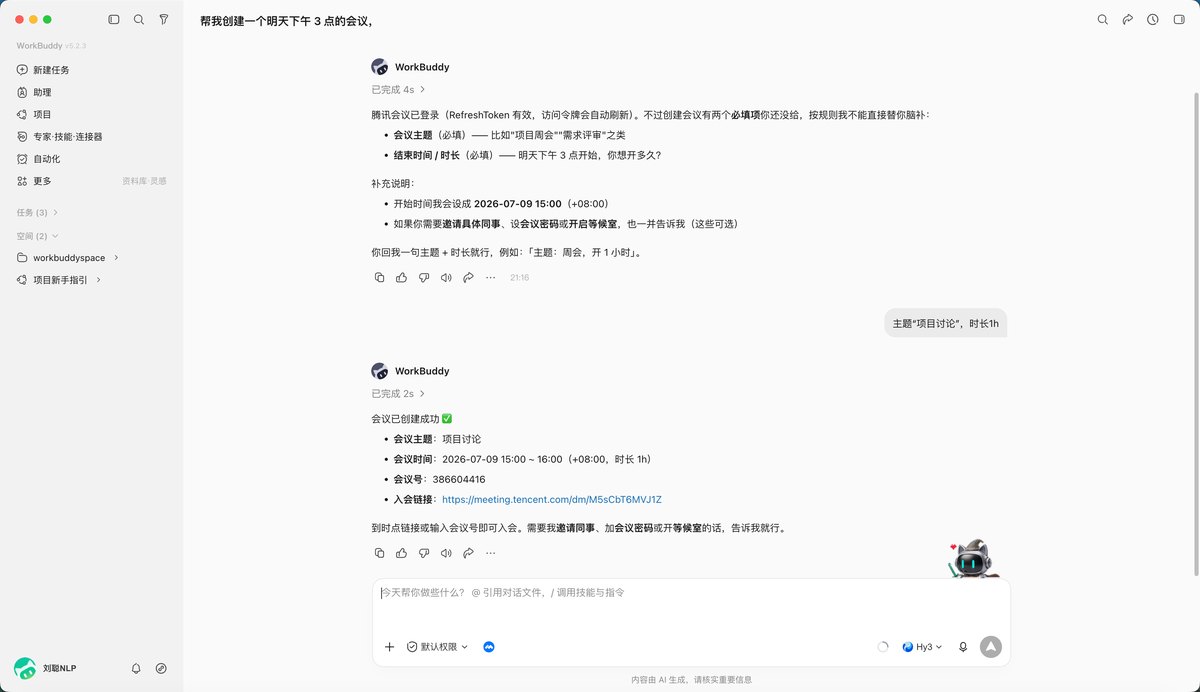 帮我创建一个明天下午 3 点的会议,
WorkBuddy v5.2.3
新建任务
助理
项目
专家·技能·连接器
自动化
更多
资料库·灵感
任务 (3)
空间 (2)
workbuddyspace
项目新手指引
刘聪NLP
WorkBuddy
已完成 4s
腾讯会议已登录（RefreshToken 有效，访问令牌会自动刷新）。不过创建会议有两个必填项你还没给，按规则我不能直接替你脑补：
• 会议主题（必填）—— 比如"项目周会""需求评审"之类
• 结束时间 / 时长（必填）—— 明天下午 3 点开始，你想开多久？
补充说明：
• 开始时间我会设成 2026-07-09 15:00（+08:00）
• 如果你需要邀请具体同事、设会议密码或开启等候室，也一并告诉我（这些可选）
你回我一句主题 + 时长就行，例如：「主题：周会，开 1 小时」。
21:16
主题“项目讨论”，时长1h
WorkBuddy
已完成 2s
会议已创建成功 ✅
• 会议主题：项目讨论
• 会议时间：2026-07-09 15:00 ~ 16:00（+08:00，时长 1h）
• 会议号：386604416
• 入会链接：https://meeting.tencent.com/dm/M5sCbT6MVJ1Z
到时点链接或输入会议号即可入会。需要我邀请同事、加会议密码或开等候室的话，告诉我就行。
今天帮你做些什么？ @ 引用对话文件，/ 调用技能与指令
默认权限
Hy3
内容由 AI 生成，请核实重要信息